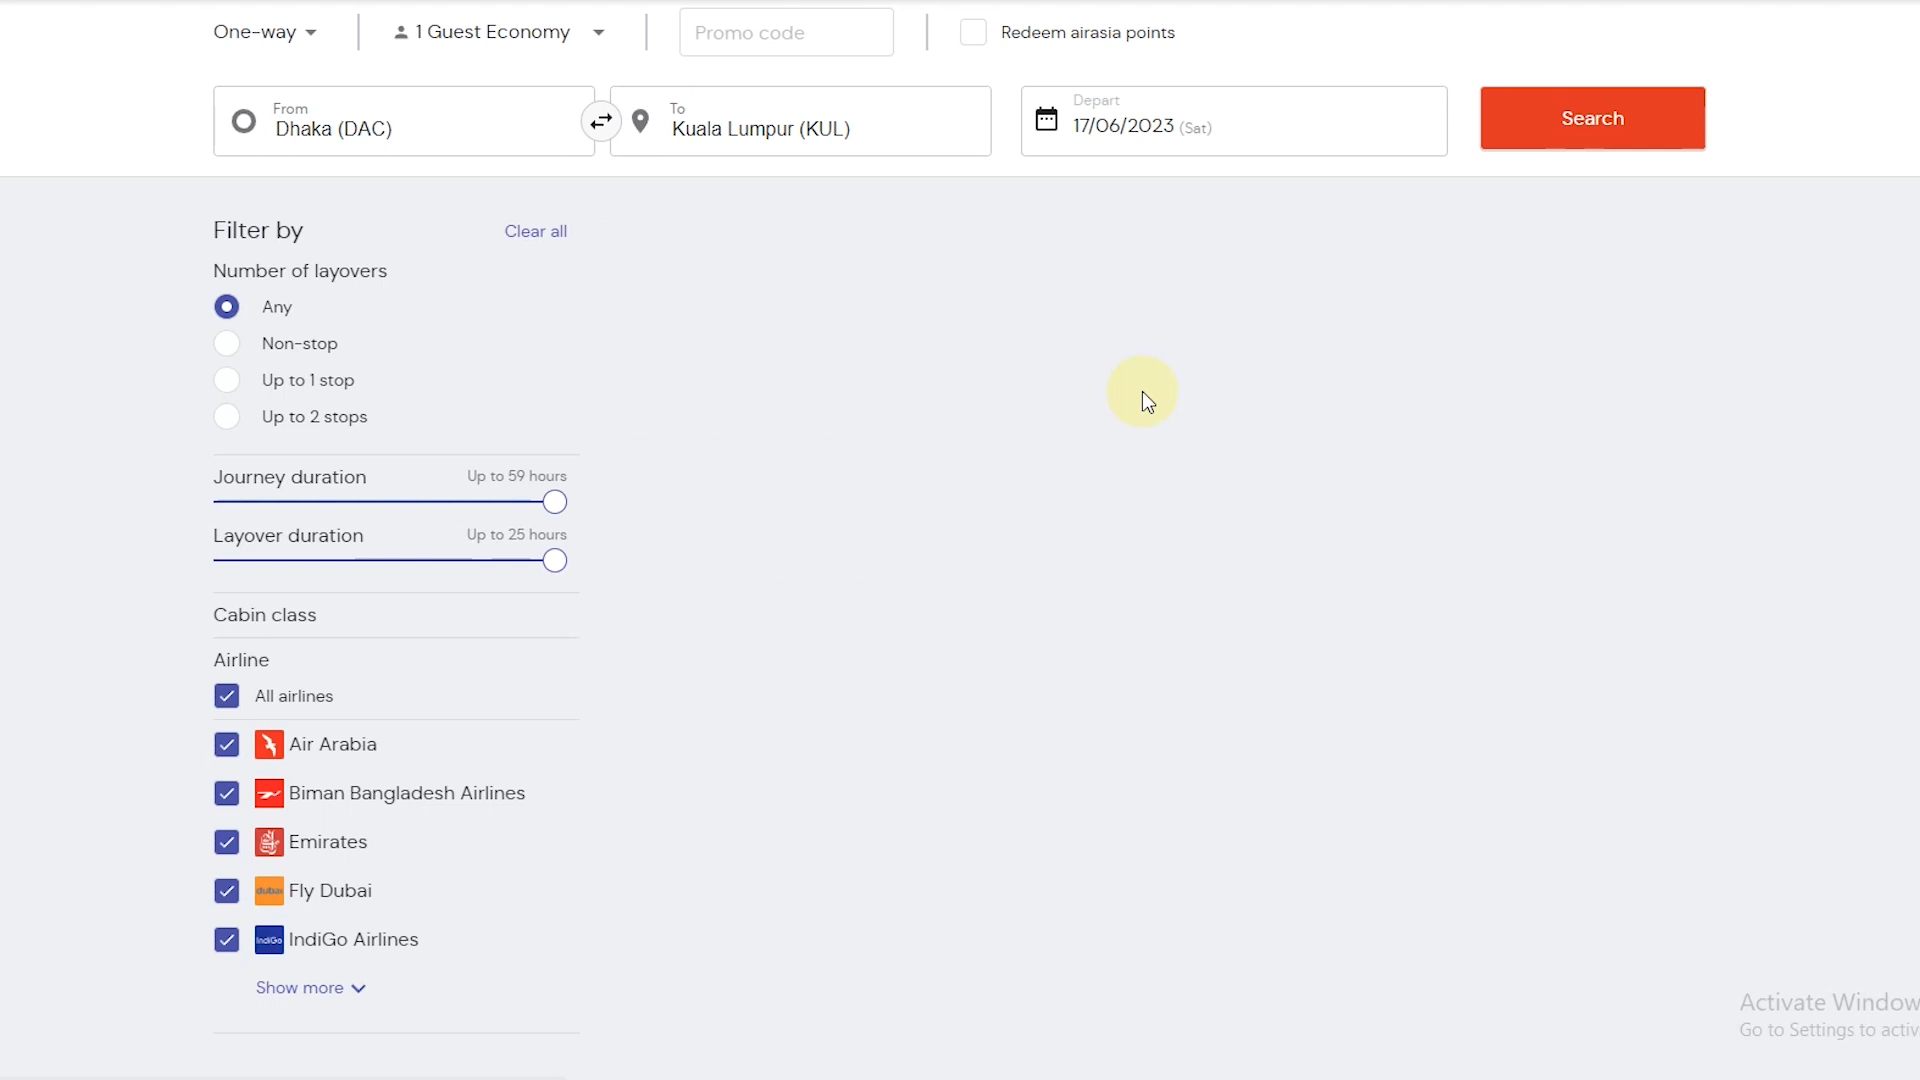 One-way
1 Guest Economy
Promo code
Redeem airasia points
From
Dhaka (DAC)
To
Kuala Lumpur (KUL)
Depart
17/06/2023 (Sat)
Search
Filter by
Clear all
Number of layovers
Any
Non-stop
Up to 1 stop
Up to 2 stops
Journey duration
Up to 59 hours
Layover duration
Up to 25 hours
Cabin class
Airline
All airlines
Air Arabia
Biman Bangladesh Airlines
Emirates
dubai Fly Dubai
IndiGo IndiGo Airlines
Show more
Activate Window
Go to Settings to activ